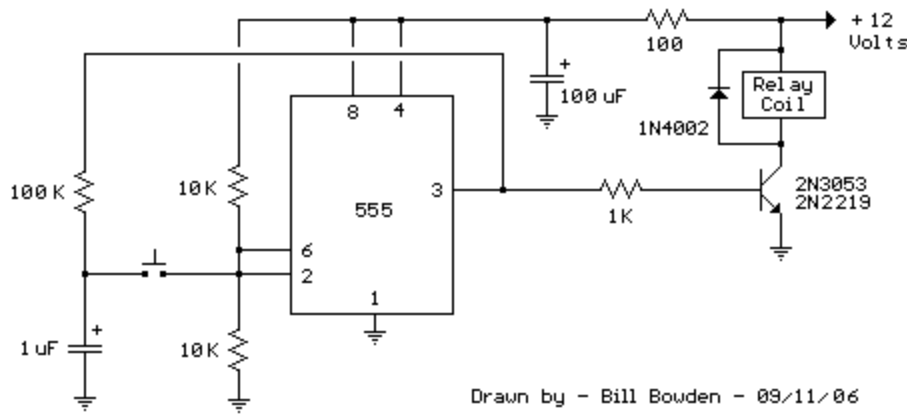 + 12
Volts
100
100 uF
+
Relay
Coil
1N4002
8
4
100 K
10K
3
2N3053
2N2219
555
1K
6
2
1
+
1 uF
10K
Drawn by - Bill Bowden - 09/11/06